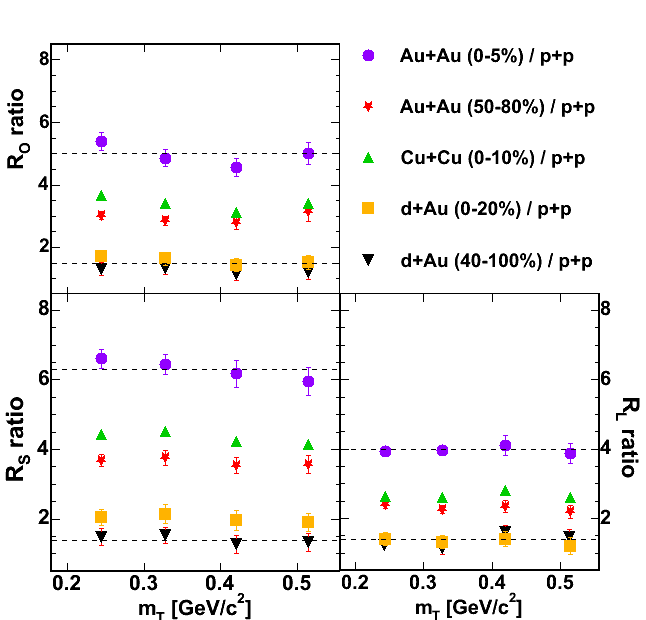 Au+Au (0-5%) / p+p
Au+Au (50-80%) / p+p
Cu+Cu (0-10%) / p+p
d+Au (0-20%) / p+p
d+Au (40-100%) / p+p
R_O ratio
8
6
4
2
R_S ratio
8
6
4
2
0.2 0.3 0.4 0.5
m_T [GeV/c^2]
R_L ratio
8
6
4
2
0.2 0.3 0.4 0.5
m_T [GeV/c^2]